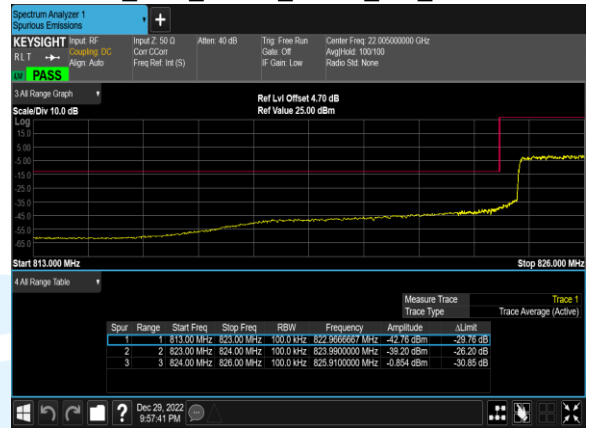 Spectrum Analyzer 1
Spurious Emissions
KEYSIGHT Input: RF Input Z: 50 Ω Atten: 40 dB Trig: Free Run Center Freq: 22.005000000 GHz
RLT Coupling: DC Corr CCorr Gate: Off Avg|Hold: 100/100
Align: Auto Freq Ref: Int (S) IF Gain: Low Radio Std: None
LM PASS
3 All Range Graph
Ref Lvl Offset 4.70 dB
Scale/Div 10.0 dB Ref Value 25.00 dBm
Log
15.0
5.00
-5.00
-15.0
-25.0
-35.0
-45.0
-55.0
-65.0
Start 813.000 MHz Stop 826.000 MHz
4 All Range Table
Measure Trace Trace 1
Trace Type Trace Average (Active)
Spur Range Start Freq Stop Freq RBW Frequency Amplitude ΔLimit
1 1 813.00 MHz 823.00 MHz 100.0 kHz 822.9666667 MHz -42.76 dBm -29.76 dB
2 2 823.00 MHz 824.00 MHz 100.0 kHz 823.9900000 MHz -39.20 dBm -26.20 dB
3 3 824.00 MHz 826.00 MHz 100.0 kHz 825.9100000 MHz -0.854 dBm -30.85 dB
? Dec 29, 2022
9:57:41 PM